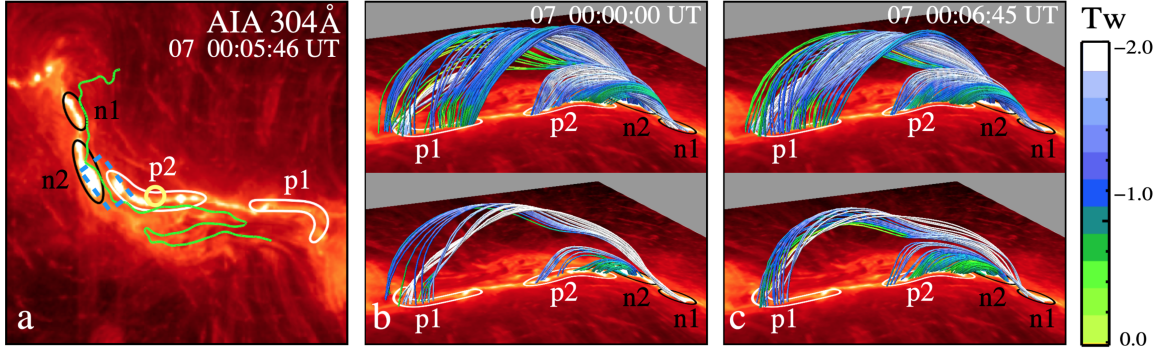 AIA 304Å
07 00:05:46 UT
n1
n2
p2
p1
a
07 00:00:00 UT
p1
p2
n2
n1
p1
p2
n2
n1
b
07 00:06:45 UT
p1
p2
n2
n1
p1
p2
n2
n1
c
Tw
-2.0
-1.0
0.0